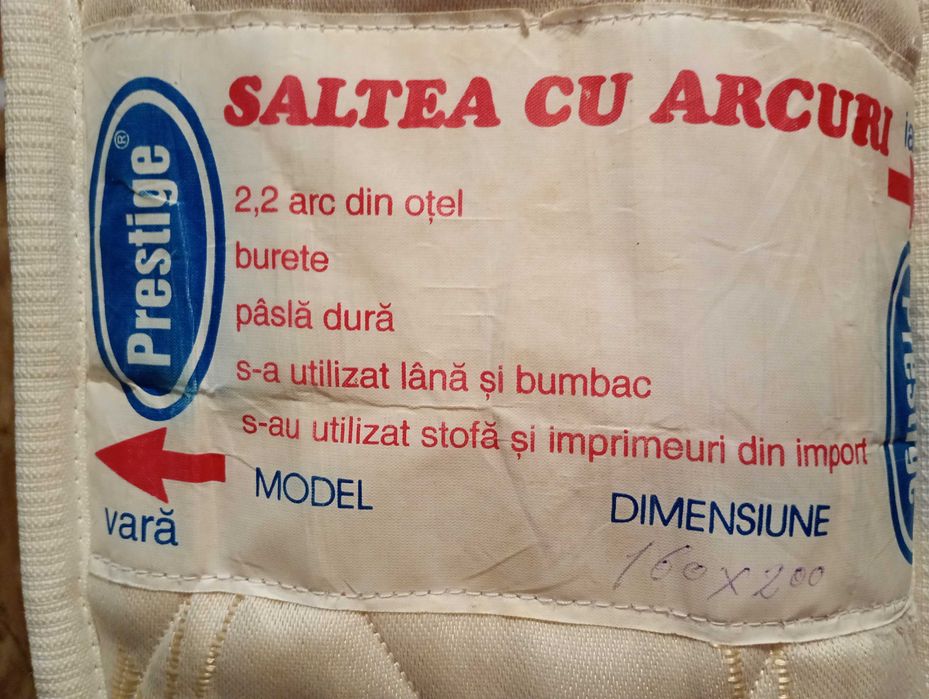 Prestige ®
SALTEA CU ARCURI
2,2 arc din oțel
burete
pâslă dură
s-a utilizat lână și bumbac
s-au utilizat stofă și imprimeuri din import
MODEL DIMENSIUNE
160 x 200
vară